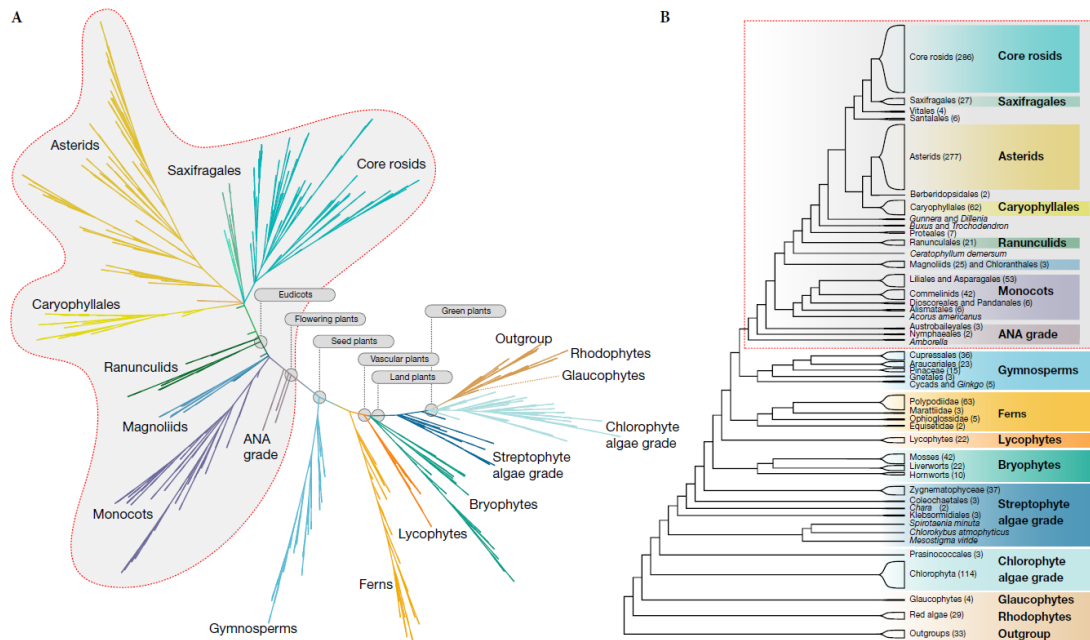 A
Asterids
Saxifragales
Core rosids
Caryophyllales
Eudicots
Flowering plants
Seed plants
Green plants
Vascular plants
Land plants
Outgroup
Rhodophytes
Glaucophytes
Ranunculids
Magnoliids
ANA
grade
Chlorophyte
algae grade
Streptophyte
algae grade
Monocots
Bryophytes
Lycophytes
Ferns
Gymnosperms
B
Core rosids (286)
Core rosids
Saxifragales (27)
Saxifragales
Vitales (4)
Santalales (6)
Asterids (277)
Asterids
Berberidopsidales (2)
Caryophyllales (62)
Caryophyllales
Gunnera and Dillenia
Buxus and Trochodendron
Proteales (7)
Ranunculales (21)
Ranunculids
Ceratophyllum demersum
Magnoliids (25) and Chloranthales (3)
Monocots
Liliales and Asparagales (53)
Commelinids (42)
Dioscoreales and Pandanales (6)
Alismatales (6)
Acorus americanus
Austrobaileyales (3)
Nymphaeales (2)
Amborella
ANA grade
Cupressales (36)
Araucariales (23)
Pinaceae (15)
Gnetales (3)
Cycads and Ginkgo (5)
Gymnosperms
Polypodiidae (63)
Marattiidae (3)
Ophioglossidae (5)
Equisetidae (2)
Ferns
Lycophytes (22)
Lycophytes
Mosses (42)
Liverworts (22)
Hornworts (10)
Bryophytes
Zygnematophyceae (37)
Coleochaetales (3)
Chara (2)
Klebsormidiales (3)
Spirotaenia minuta
Chlorokybus atmophyticus
Mesostigma viride
Streptophyte
algae grade
Prasinococcales (3)
Chlorophyta (114)
Chlorophyte
algae grade
Glaucophytes (4)
Glaucophytes
Red algae (29)
Rhodophytes
Outgroups (33)
Outgroup